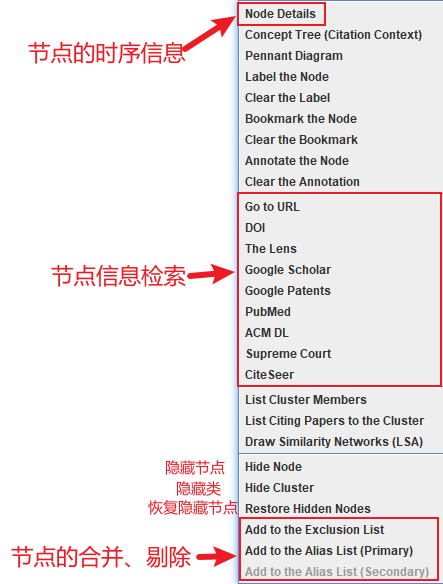 Node Details
节点的时序信息
Concept Tree (Citation Context)
Pennant Diagram
Label the Node
Clear the Label
Bookmark the Node
Clear the Bookmark
Annotate the Node
Clear the Annotation
节点信息检索
Go to URL
DOI
The Lens
Google Scholar
Google Patents
PubMed
ACM DL
Supreme Court
CiteSeer
List Cluster Members
List Citing Papers to the Cluster
Draw Similarity Networks (LSA)
隐藏节点
Hide Node
隐藏类
Hide Cluster
恢复隐藏节点
Restore Hidden Nodes
节点的合并、剔除
Add to the Exclusion List
Add to the Alias List (Primary)
Add to the Alias List (Secondary)